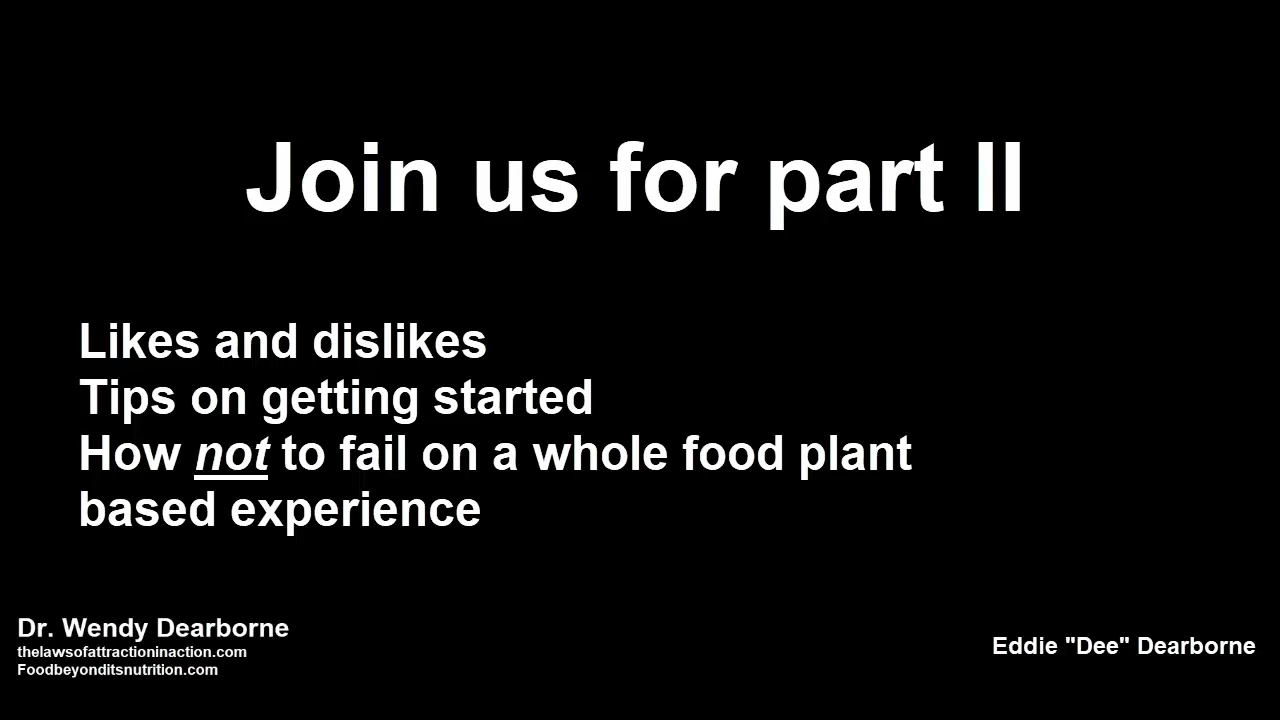 Join us for part II
Likes and dislikes
Tips on getting started
How not to fail on a whole food plant
based experience
Dr. Wendy Dearborne
thelawsofattractioninaction.com
Foodbeyonditsnutrition.com
Eddie "Dee" Dearborne